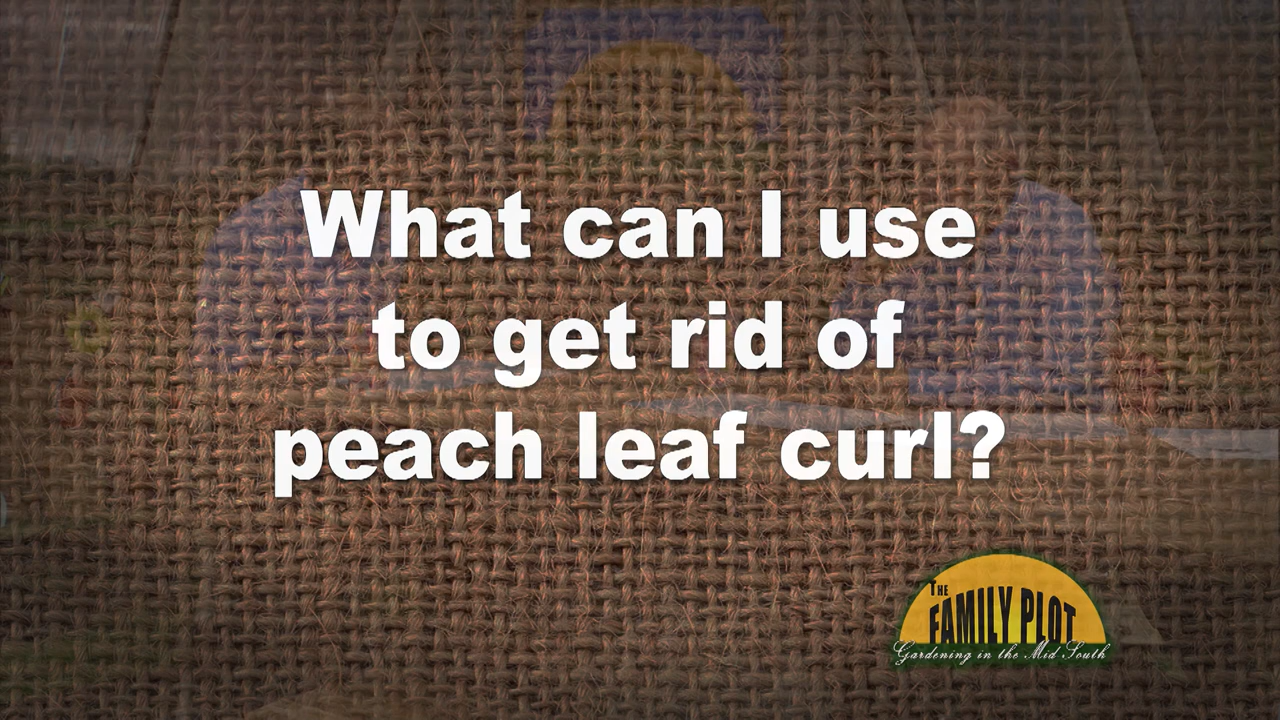 What can I use
to get rid of
peach leaf curl?
THE
FAMILY PLOT
Gardening in the Mid South